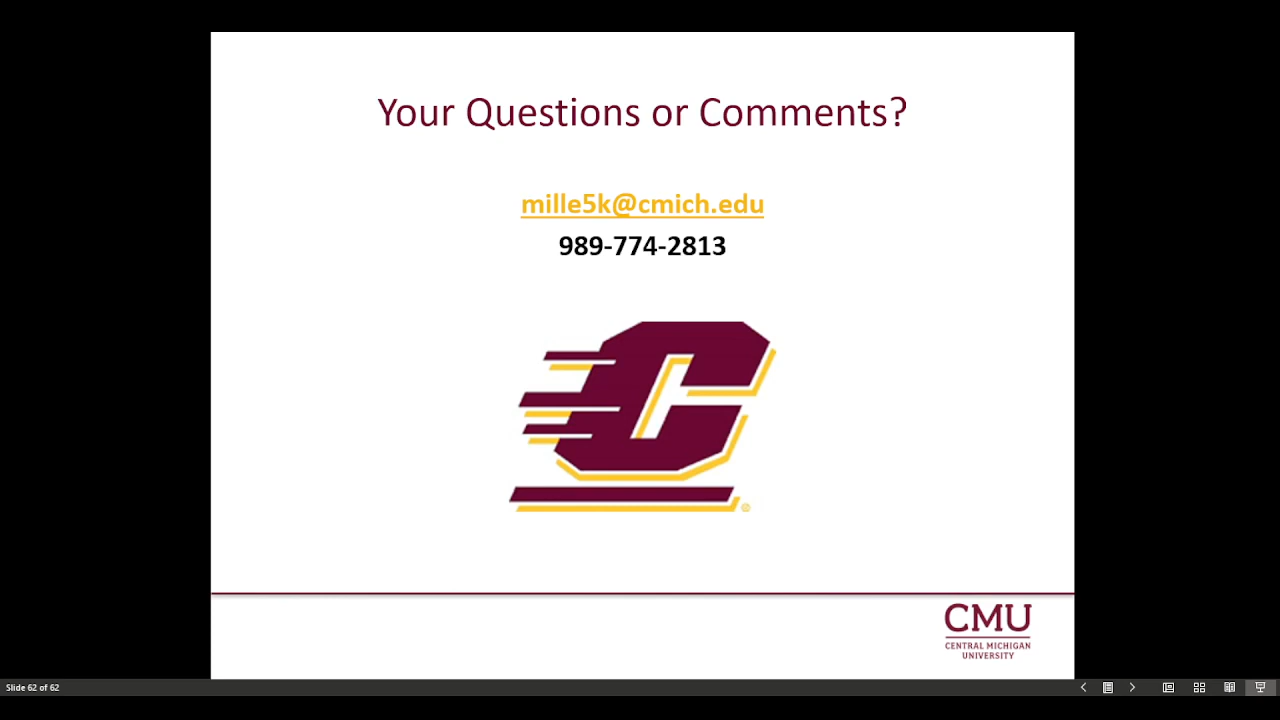 Your Questions or Comments?
mille5k@cmich.edu
989-774-2813
C
®
CMU
CENTRAL MICHIGAN
UNIVERSITY
Slide 62 of 62